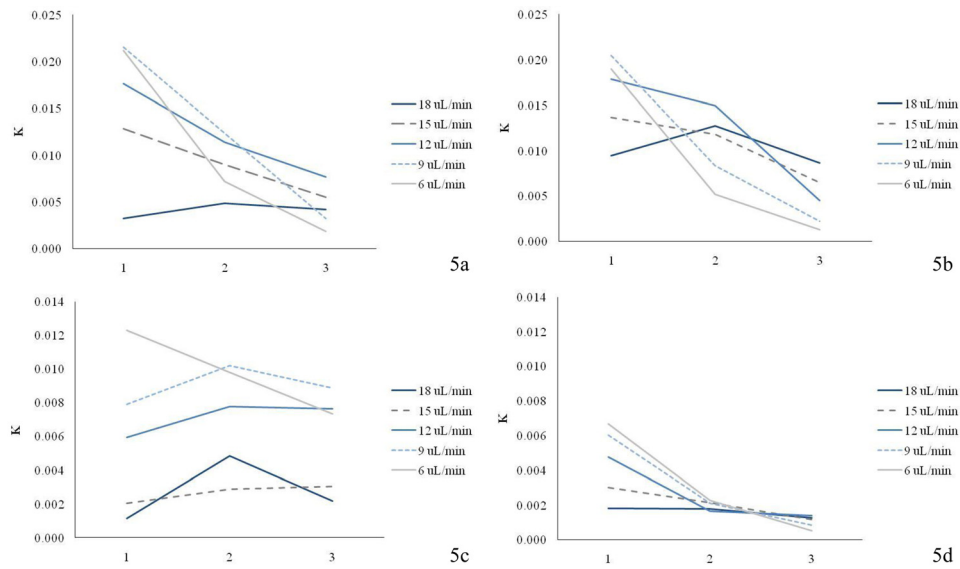 0.025
0.020
0.015
0.010
0.005
0.000
K
1 2 3
18 uL/min
15 uL/min
12 uL/min
9 uL/min
6 uL/min
5a
0.025
0.020
0.015
0.010
0.005
0.000
K
1 2 3
18 uL/min
15 uL/min
12 uL/min
9 uL/min
6 uL/min
5b
0.014
0.012
0.010
0.008
0.006
0.004
0.002
0.000
K
1 2 3
18 uL/min
15 uL/min
12 uL/min
9 uL/min
6 uL/min
5c
0.014
0.012
0.010
0.008
0.006
0.004
0.002
0.000
K
1 2 3
18 uL/min
15 uL/min
12 uL/min
9 uL/min
6 uL/min
5d